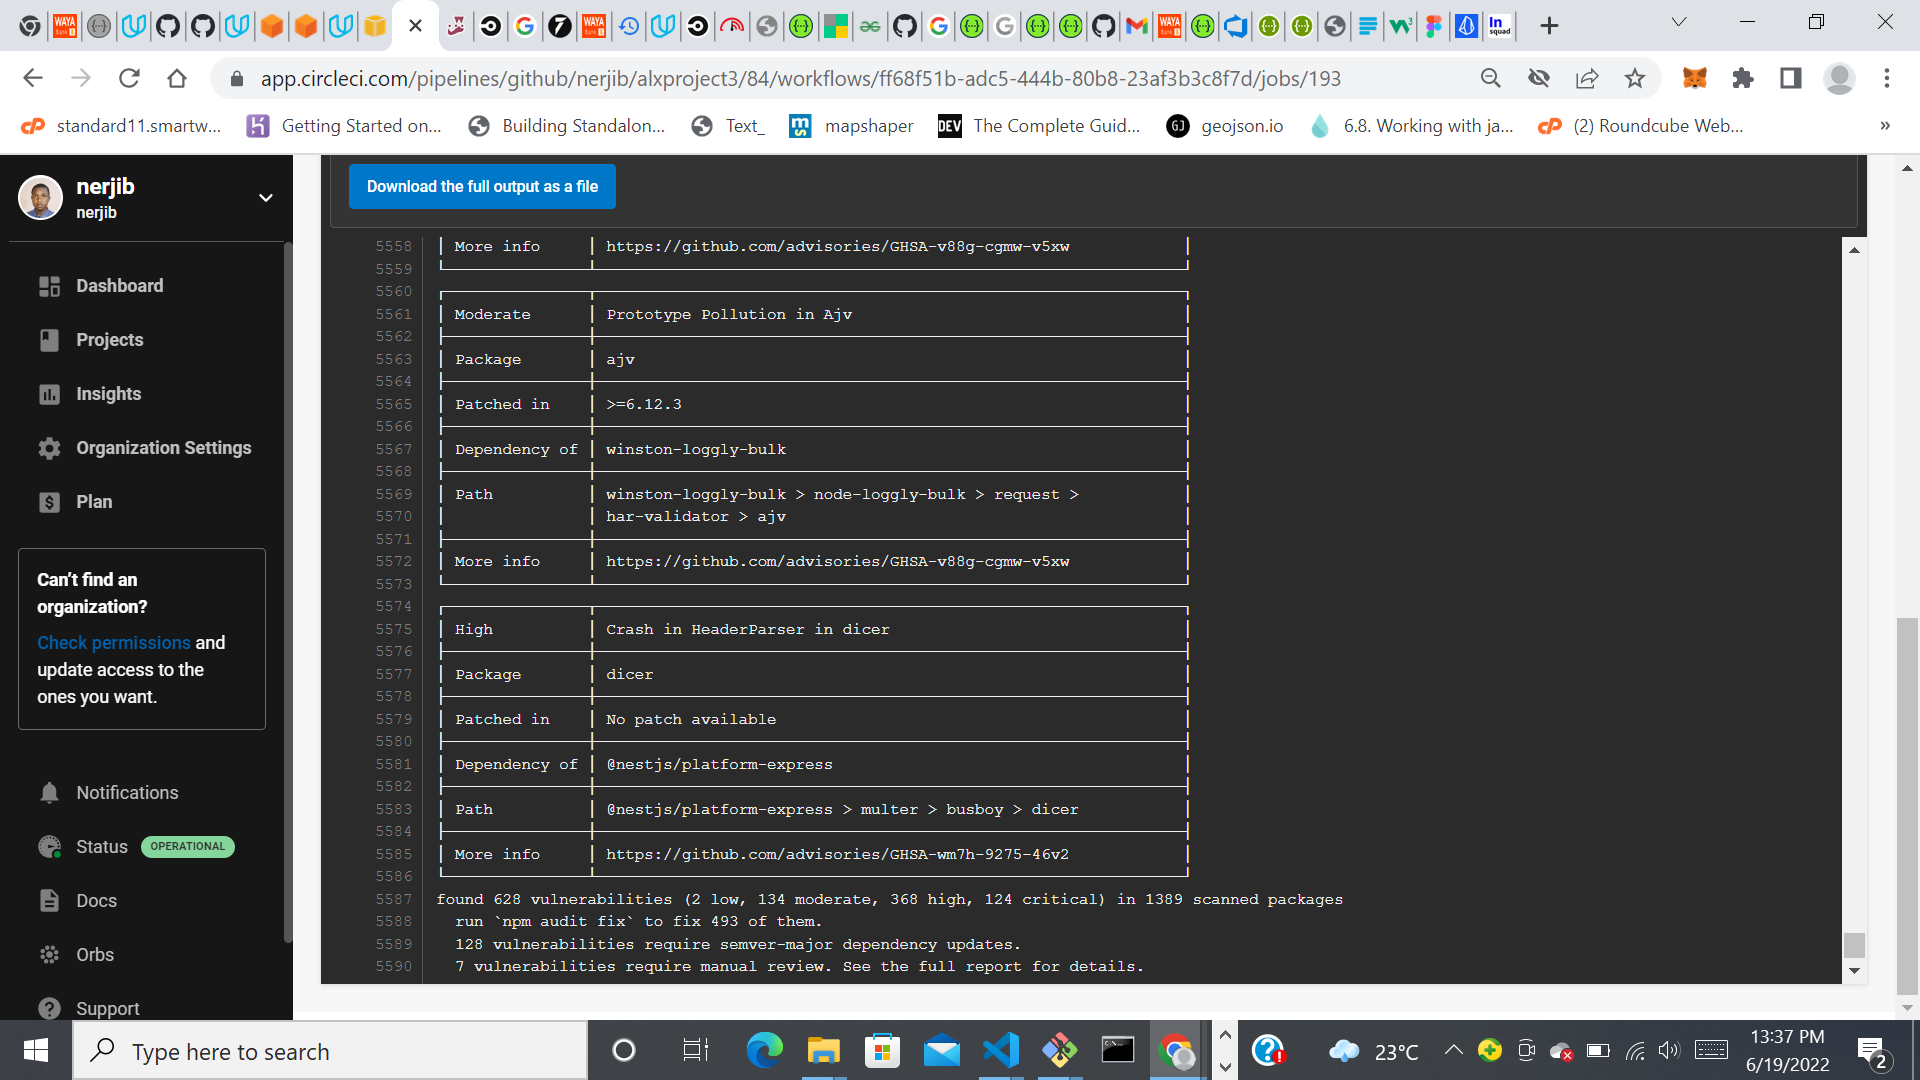 app.circleci.com/pipelines/github/nerjib/alxproject3/84/workflows/ff68f51b-adc5-444b-80b8-23af3b3c8f7d/jobs/193
standard11.smartw... Getting Started on... Building Standalon... Text_ mapshaper The Complete Guid... geojson.io 6.8. Working with ja... (2) Roundcube Web... »
nerjib
nerjib
Dashboard
Projects
Insights
Organization Settings
Plan
Can't find an
organization?
Check permissions and
update access to the
ones you want.
Notifications
Status OPERATIONAL
Docs
Orbs
Support
Download the full output as a file
5558 │ More info │ https://github.com/advisories/GHSA-v88g-cgmw-v5xw │
5559
5560
5561 │ Moderate │ Prototype Pollution in Ajv │
5562
5563 │ Package │ ajv │
5564
5565 │ Patched in │ >=6.12.3 │
5566
5567 │ Dependency of │ winston-loggly-bulk │
5568
5569 │ Path │ winston-loggly-bulk > node-loggly-bulk > request > │
5570 │ │ har-validator > ajv │
5571
5572 │ More info │ https://github.com/advisories/GHSA-v88g-cgmw-v5xw │
5573
5574
5575 │ High │ Crash in HeaderParser in dicer │
5576
5577 │ Package │ dicer │
5578
5579 │ Patched in │ No patch available │
5580
5581 │ Dependency of │ @nestjs/platform-express │
5582
5583 │ Path │ @nestjs/platform-express > multer > busboy > dicer │
5584
5585 │ More info │ https://github.com/advisories/GHSA-wm7h-9275-46v2 │
5586
5587 found 628 vulnerabilities (2 low, 134 moderate, 368 high, 124 critical) in 1389 scanned packages
5588 run `npm audit fix` to fix 493 of them.
5589 128 vulnerabilities require semver-major dependency updates.
5590 7 vulnerabilities require manual review. See the full report for details.
Type here to search
23°C
13:37 PM
6/19/2022
2